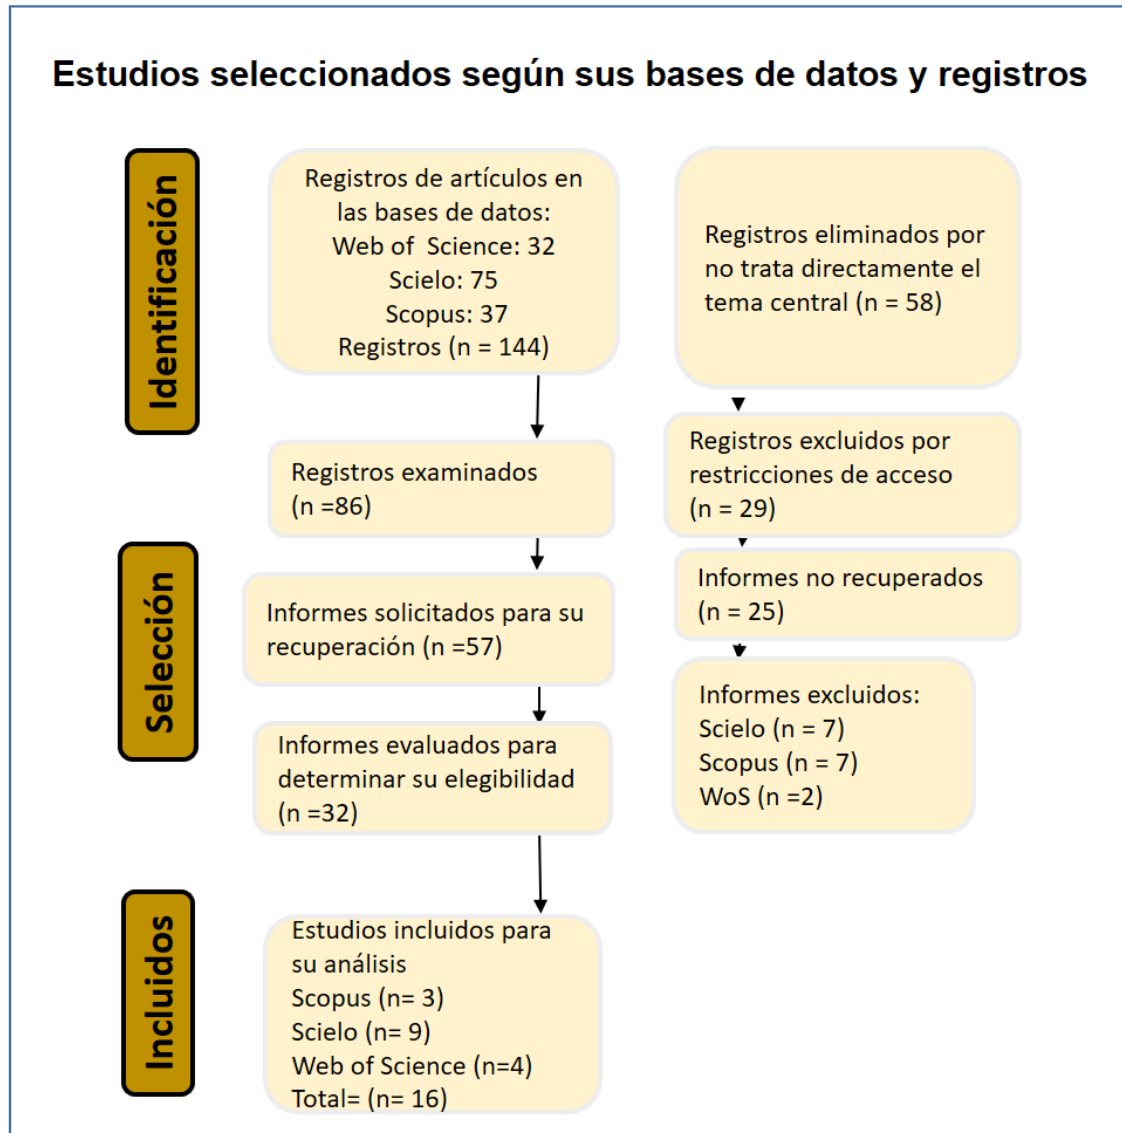 Estudios seleccionados según sus bases de datos y registros
Identificación
Registros de artículos en
las bases de datos:
Web of  Science: 32
Scielo: 75
Scopus: 37
Registros (n = 144)
Registros eliminados por
no trata directamente el
tema central (n = 58)
Registros examinados
(n =86)
Registros excluidos por
restricciones de acceso
(n = 29)
Selección
Informes solicitados para su
recuperación (n =57)
Informes no recuperados
(n = 25)
Informes evaluados para
determinar su elegibilidad
(n =32)
Informes excluidos:
Scielo (n = 7)
Scopus (n = 7)
WoS (n =2)
Incluidos
Estudios incluidos para
su análisis
Scopus (n= 3)
Scielo (n= 9)
Web of Science (n=4)
Total= (n= 16)